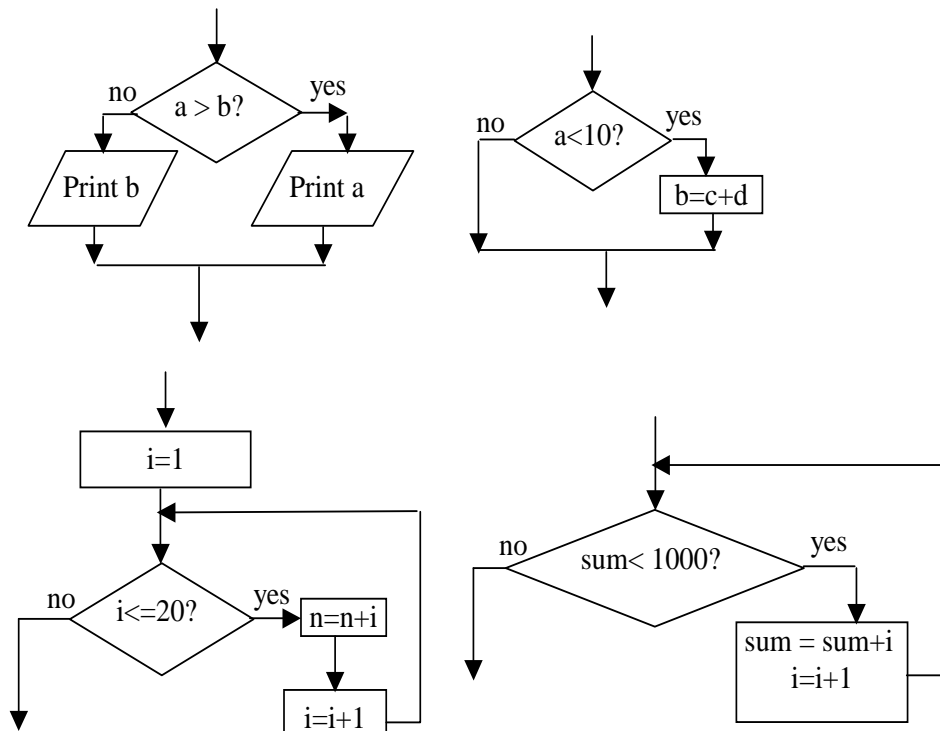 no
a > b?
yes
Print b
Print a
no
a<10?
yes
b=c+d
i=1
no
i<=20?
yes
n=n+i
i=i+1
no
sum< 1000?
yes
sum = sum+i
i=i+1